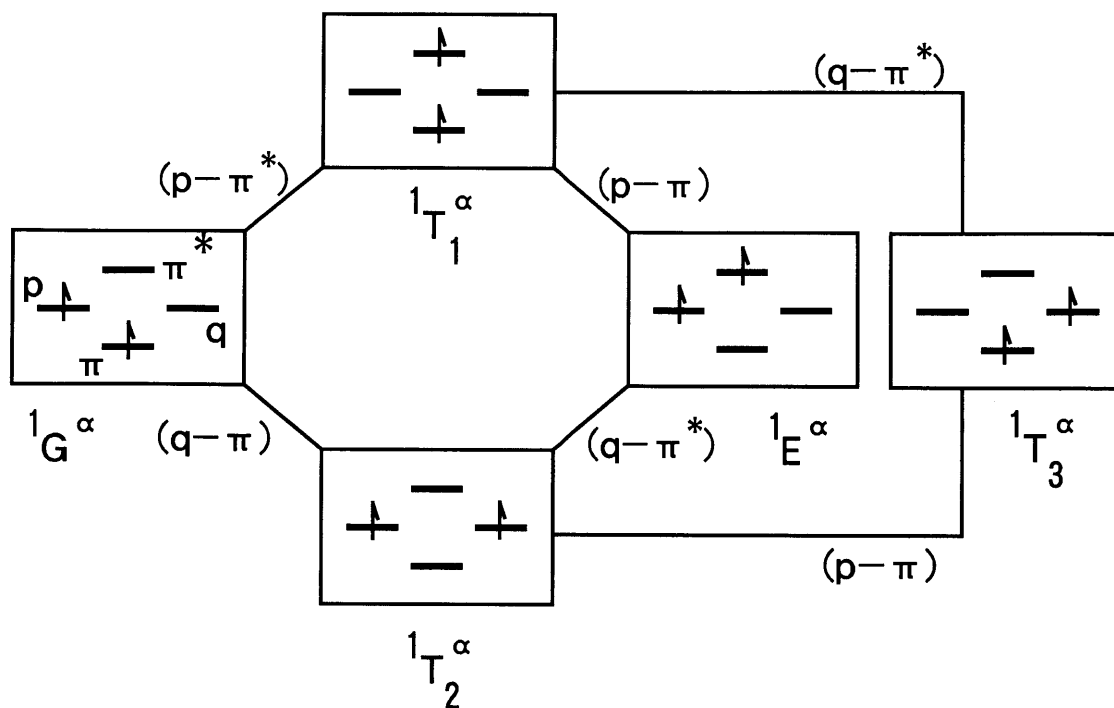 (q-π*)
(p-π*)
¹T₁^α
(p-π)
π*
p
q
π
¹G^α
(q-π)
(q-π*)
¹E^α
¹T₃^α
(p-π)
¹T₂^α